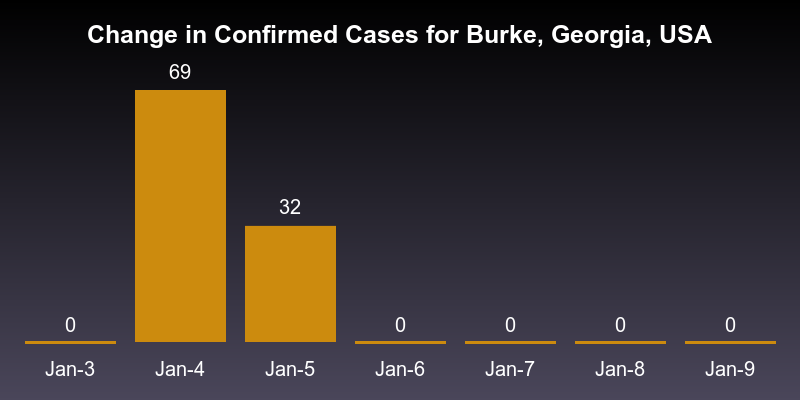 Change in Confirmed Cases for Burke, Georgia, USA
69
32
0 0 0 0 0
Jan-3 Jan-4 Jan-5 Jan-6 Jan-7 Jan-8 Jan-9